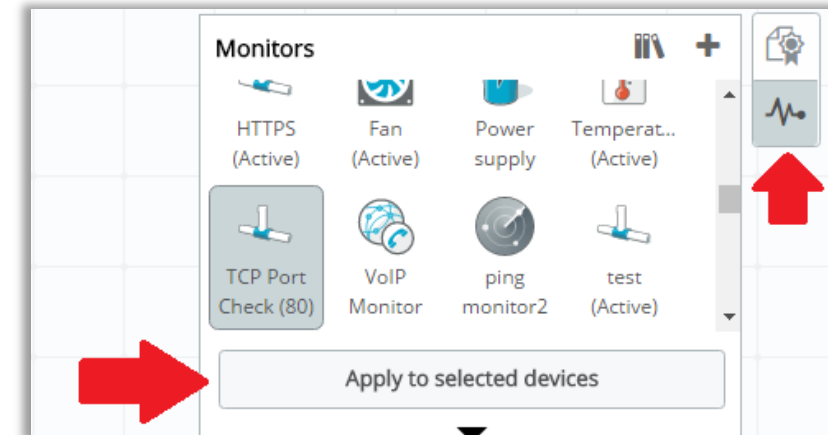 Monitors
HTTPS Fan Power Temperat...
(Active) (Active) supply (Active)
TCP Port VoIP ping test
Check (80) Monitor monitor2 (Active)
Apply to selected devices